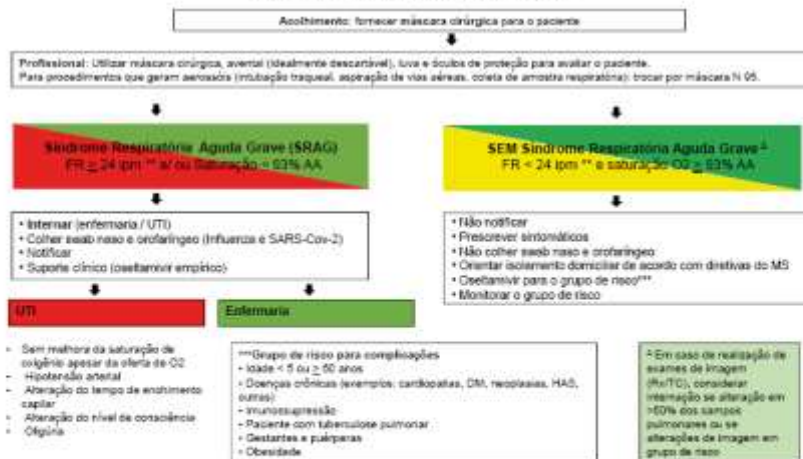 Acolhimento: fornecer máscara cirúrgica para o paciente
Profissional: Utilizar máscara cirúrgica, avental (idealmente descartável), luva e óculos de proteção para avaliar o paciente.
Para procedimentos que geram aerossóis (intubação traqueal, aspiração de vias aéreas, coleta de amostra respiratória): trocar por máscara N 95.
Síndrome Respiratória Aguda Grave (SRAG)
FR ≥ 24 ipm ** e/ ou Saturação < 93% AA
SEM Síndrome Respiratória Aguda Grave
FR < 24 ipm ** e saturação O2 ≥ 93% AA
• Internar (enfermaria / UTI)
• Colher swab naso e orofaríngeo (Influenza e SARS-Cov-2)
• Notificar
• Suporte clínico (oseltamivir empírico)
• Não notificar
• Prescrever sintomáticos
• Não colher swab naso e orofaríngeo
• Orientar isolamento domiciliar de acordo com diretivas do MS
• Oseltamivir para o grupo de risco***
• Monitorar o grupo de risco
UTI
Enfermaria
- Sem melhora da saturação de
oxigênio apesar da oferta de O2
- Hipotensão arterial
- Alteração do tempo de enchimento
capilar
- Alteração do nível de consciência
- Oligúria
***Grupo de risco para complicações
- Idade < 5 ou ≥ 60 anos
- Doenças crônicas (exemplos: cardiopatias, DM, neoplasias, HAS,
outras)
- Imunossupressão
- Paciente com tuberculose pulmonar
- Gestantes e puérperas
- Obesidade
Em caso de realização de
exames de imagem
(Rx/TC), considerar
internação se alteração em
>50% dos campos
pulmonares ou se
alterações de imagem em
grupo de risco